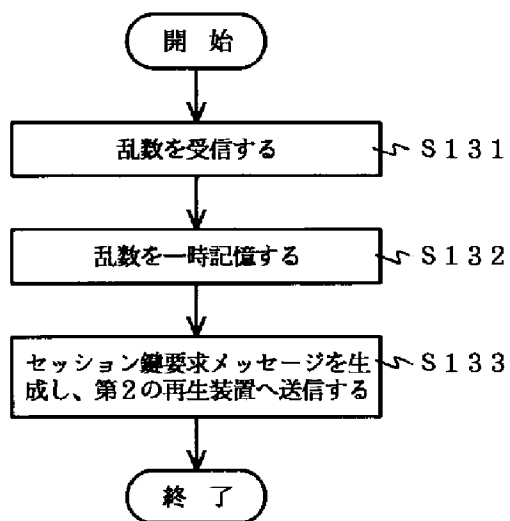 開 始
乱数を受信する
S131
乱数を一時記憶する
S132
セッション鍵要求メッセージを生
成し、第2の再生装置へ送信する
S133
終 了